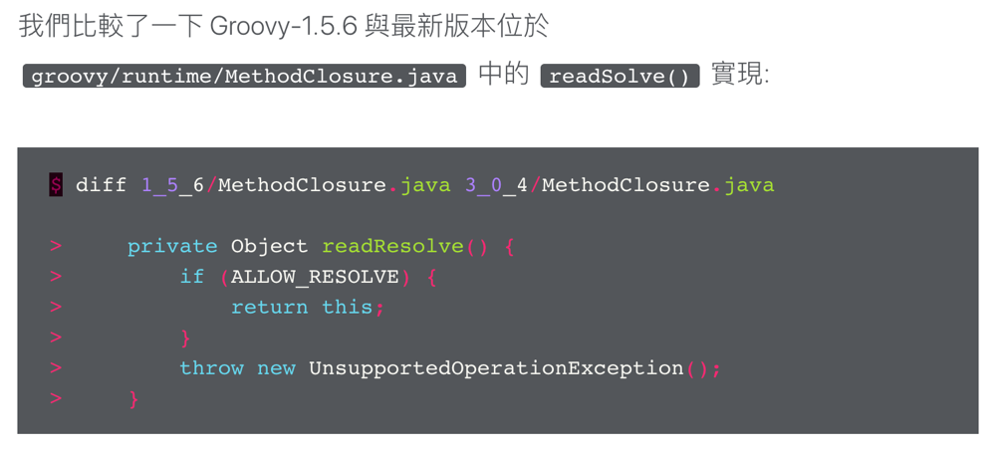 我們比較了一下 Groovy-1.5.6 與最新版本位於
groovy/runtime/MethodClosure.java 中的 readSolve() 實現:
$ diff 1_5_6/MethodClosure.java 3_0_4/MethodClosure.java
>     private Object readResolve() {
>         if (ALLOW_RESOLVE) {
>             return this;
>         }
>         throw new UnsupportedOperationException();
>     }